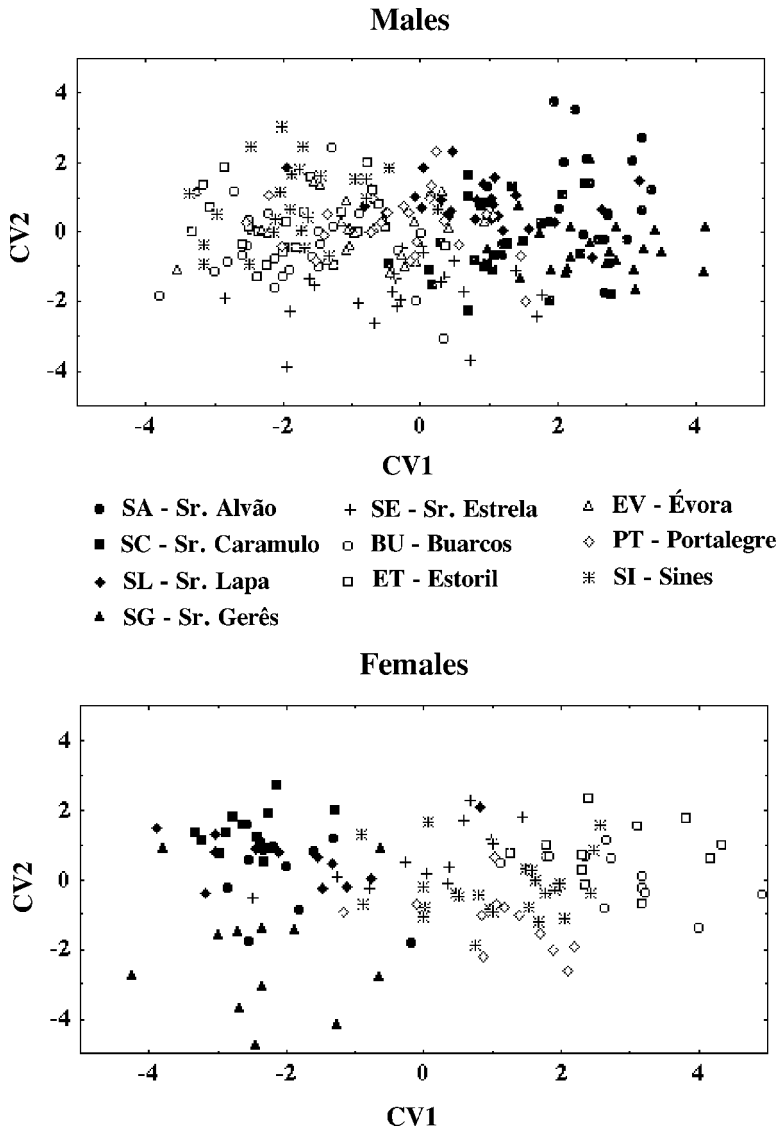 Males
4
2
0
-2
-4
CV2
-4 -2 0 2 4
CV1
SA - Sr. Alvão
SC - Sr. Caramulo
SL - Sr. Lapa
SG - Sr. Gerês
SE - Sr. Estrela
BU - Buarcos
ET - Estoril
EV - Évora
PT - Portalegre
SI - Sines
Females
4
2
0
-2
-4
CV2
-4 -2 0 2 4
CV1